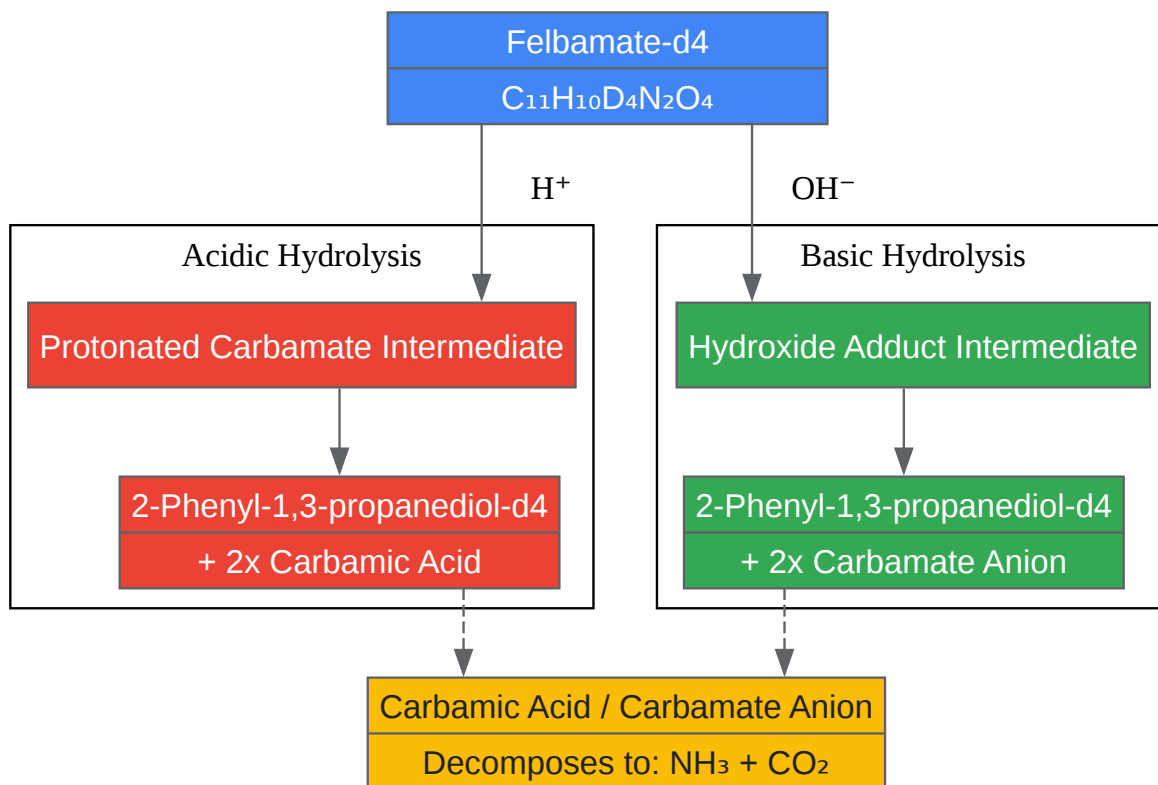 Felbamate-d4
C₁₁H₁₀D₄N₂O₄
H⁺
OH⁻
Acidic Hydrolysis
Basic Hydrolysis
Protonated Carbamate Intermediate
Hydroxide Adduct Intermediate
2-Phenyl-1,3-propanediol-d4
+ 2x Carbamic Acid
2-Phenyl-1,3-propanediol-d4
+ 2x Carbamate Anion
Carbamic Acid / Carbamate Anion
Decomposes to: NH₃ + CO₂